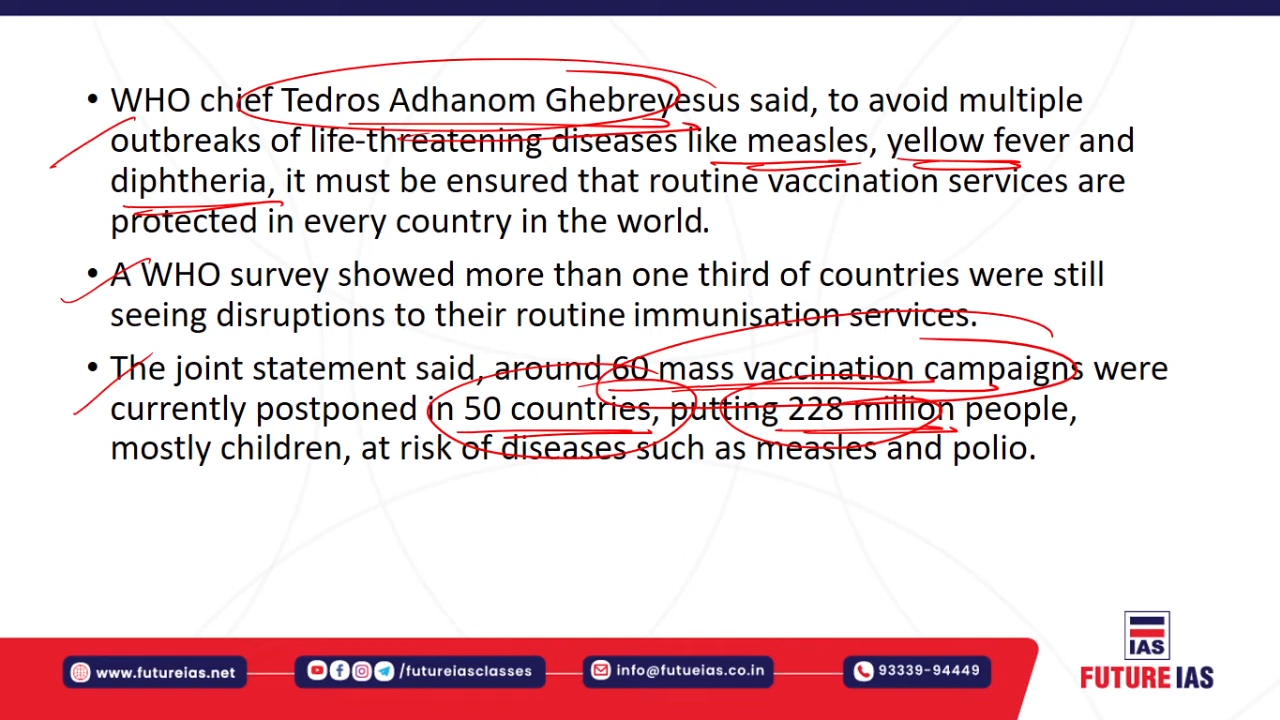 • WHO chief Tedros Adhanom Ghebreyesus said, to avoid multiple
outbreaks of life-threatening diseases like measles, yellow fever and
diphtheria, it must be ensured that routine vaccination services are
protected in every country in the world.
• A WHO survey showed more than one third of countries were still
seeing disruptions to their routine immunisation services.
• The joint statement said, around 60 mass vaccination campaigns were
currently postponed in 50 countries, putting 228 million people,
mostly children, at risk of diseases such as measles and polio.
IAS
FUTURE IAS
www.futureias.net
/futureiasclasses
info@futueias.co.in
93339-94449